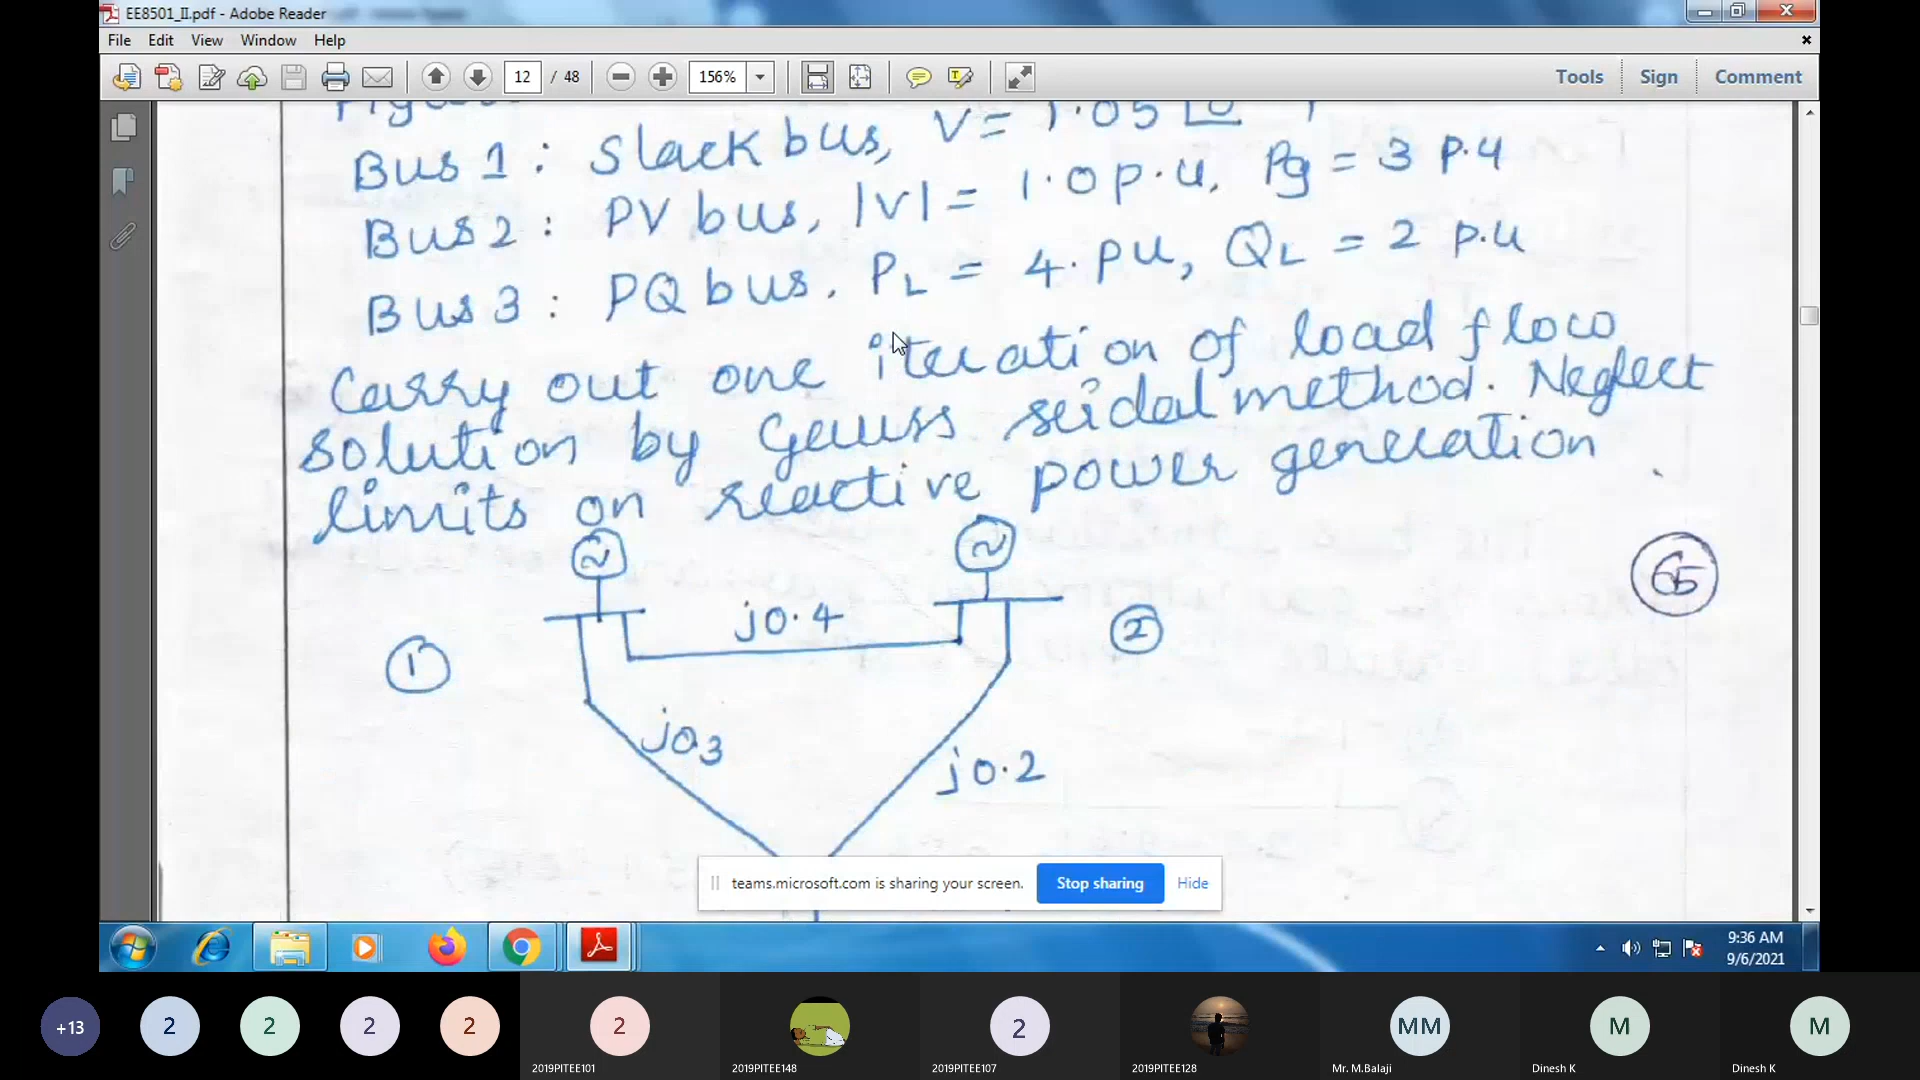 EE8501_II.pdf - Adobe Reader
File Edit View Window Help
12 / 48 156% Tools Sign Comment
Bus 1 : Slack bus, V = 1.05 ∠0
Bus 2 : PV bus, |V| = 1.0 p.u, Pg = 3 p.u
Bus 3 : PQ bus, PL = 4. pu, QL = 2 p.u
Carry out one iteration of load flow
solution by Gauss seidal method. Neglect
limits on reactive power generation
65
j0.4
1
2
j0.3
j0.2
teams.microsoft.com is sharing your screen. Stop sharing Hide
9:36 AM
9/6/2021
+13 2 2 2 2 2 2 MM M M
2019PITEE101 2019PITEE148 2019PITEE107 2019PITEE128 Mr. M.Balaji Dinesh K Dinesh K